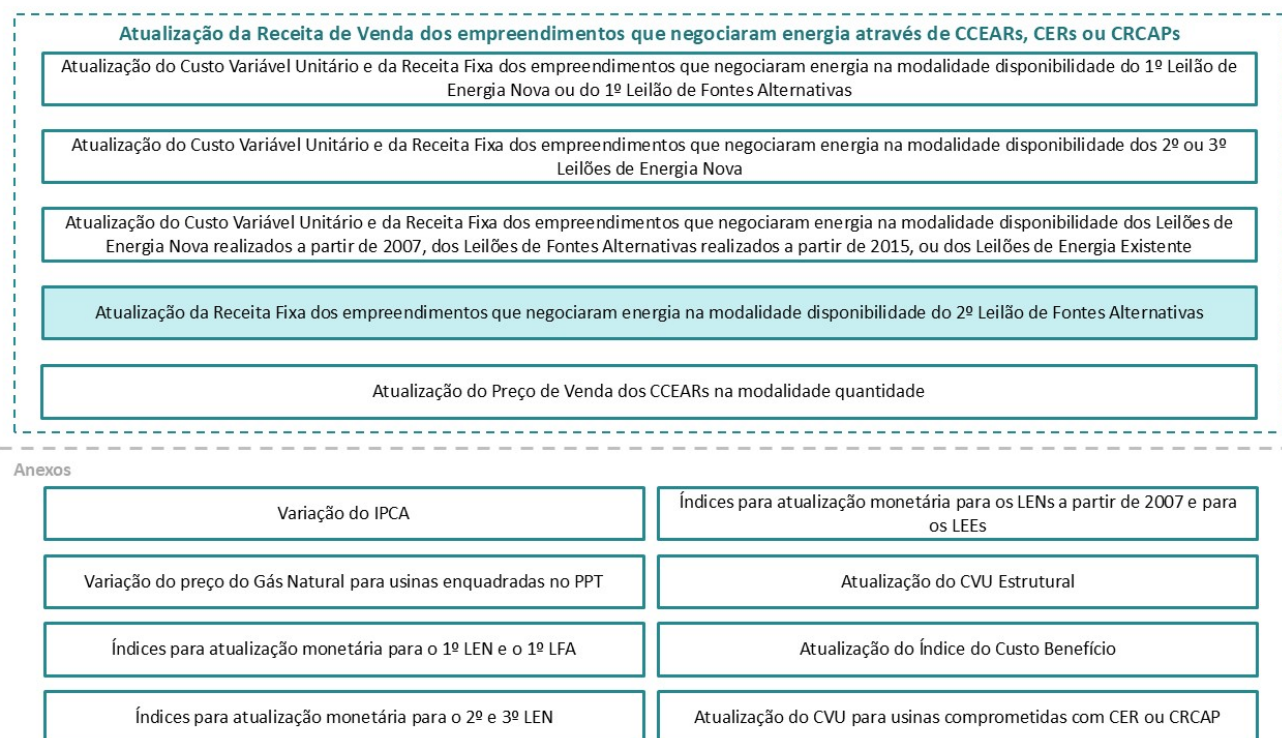 Atualização da Receita de Venda dos empreendimentos que negociaram energia através de CCEARs, CERs ou CRCAPs
Atualização do Custo Variável Unitário e da Receita Fixa dos empreendimentos que negociaram energia na modalidade disponibilidade do 1º Leilão de
Energia Nova ou do 1º Leilão de Fontes Alternativas
Atualização do Custo Variável Unitário e da Receita Fixa dos empreendimentos que negociaram energia na modalidade disponibilidade dos 2º ou 3º
Leilões de Energia Nova
Atualização do Custo Variável Unitário e da Receita Fixa dos empreendimentos que negociaram energia na modalidade disponibilidade dos Leilões de
Energia Nova realizados a partir de 2007, dos Leilões de Fontes Alternativas realizados a partir de 2015, ou dos Leilões de Energia Existente
Atualização da Receita Fixa dos empreendimentos que negociaram energia na modalidade disponibilidade do 2º Leilão de Fontes Alternativas
Atualização do Preço de Venda dos CCEARs na modalidade quantidade
Anexos
Variação do IPCA
Índices para atualização monetária para os LENs a partir de 2007 e para
os LEEs
Variação do preço do Gás Natural para usinas enquadradas no PPT
Atualização do CVU Estrutural
Índices para atualização monetária para o 1º LEN e o 1º LFA
Atualização do Índice do Custo Benefício
Índices para atualização monetária para o 2º e 3º LEN
Atualização do CVU para usinas comprometidas com CER ou CRCAP